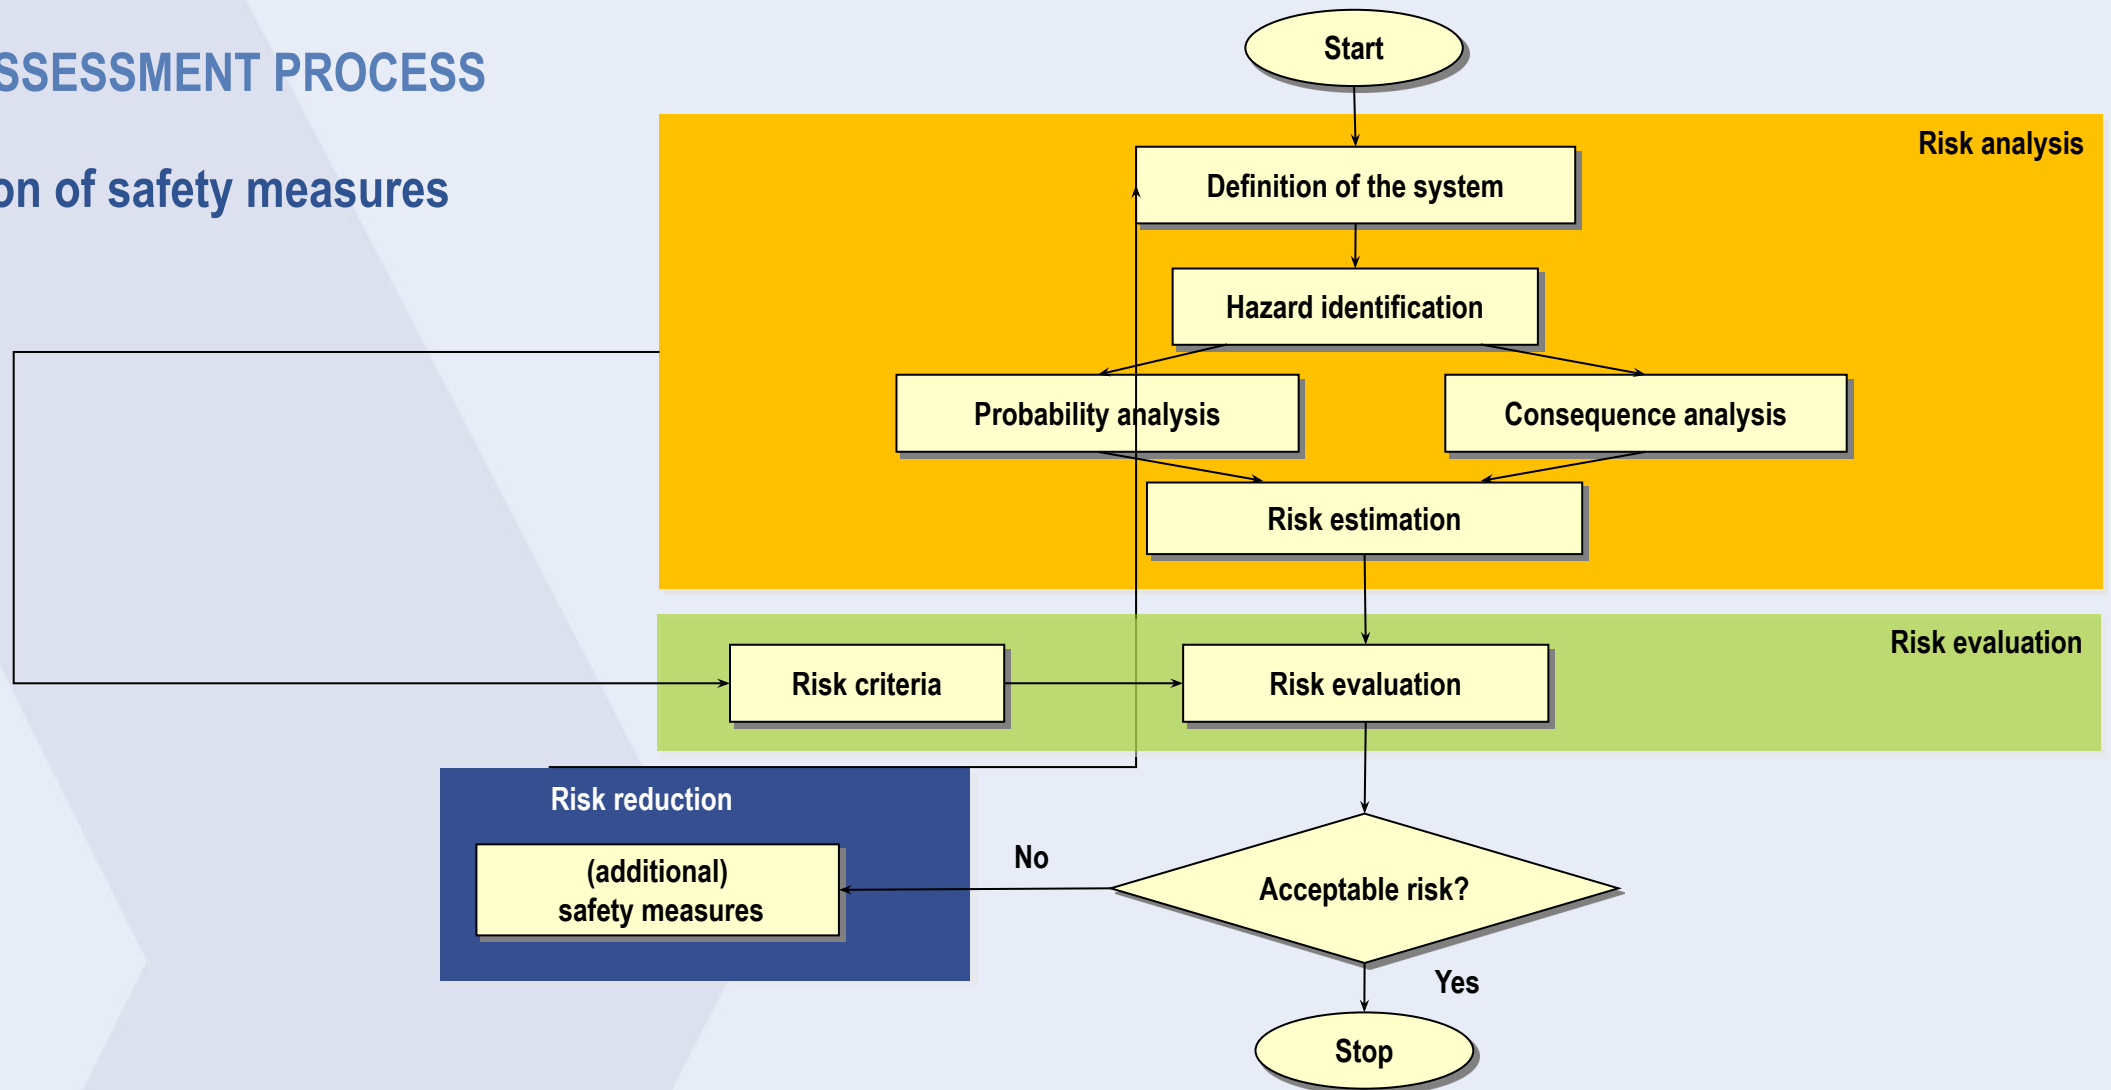 SSESSMENT PROCESS
on of safety measures
Start
Risk analysis
Definition of the system
Hazard identification
Probability analysis
Consequence analysis
Risk estimation
Risk evaluation
Risk criteria
Risk evaluation
Risk reduction
(additional)
safety measures
No
Acceptable risk?
Yes
Stop